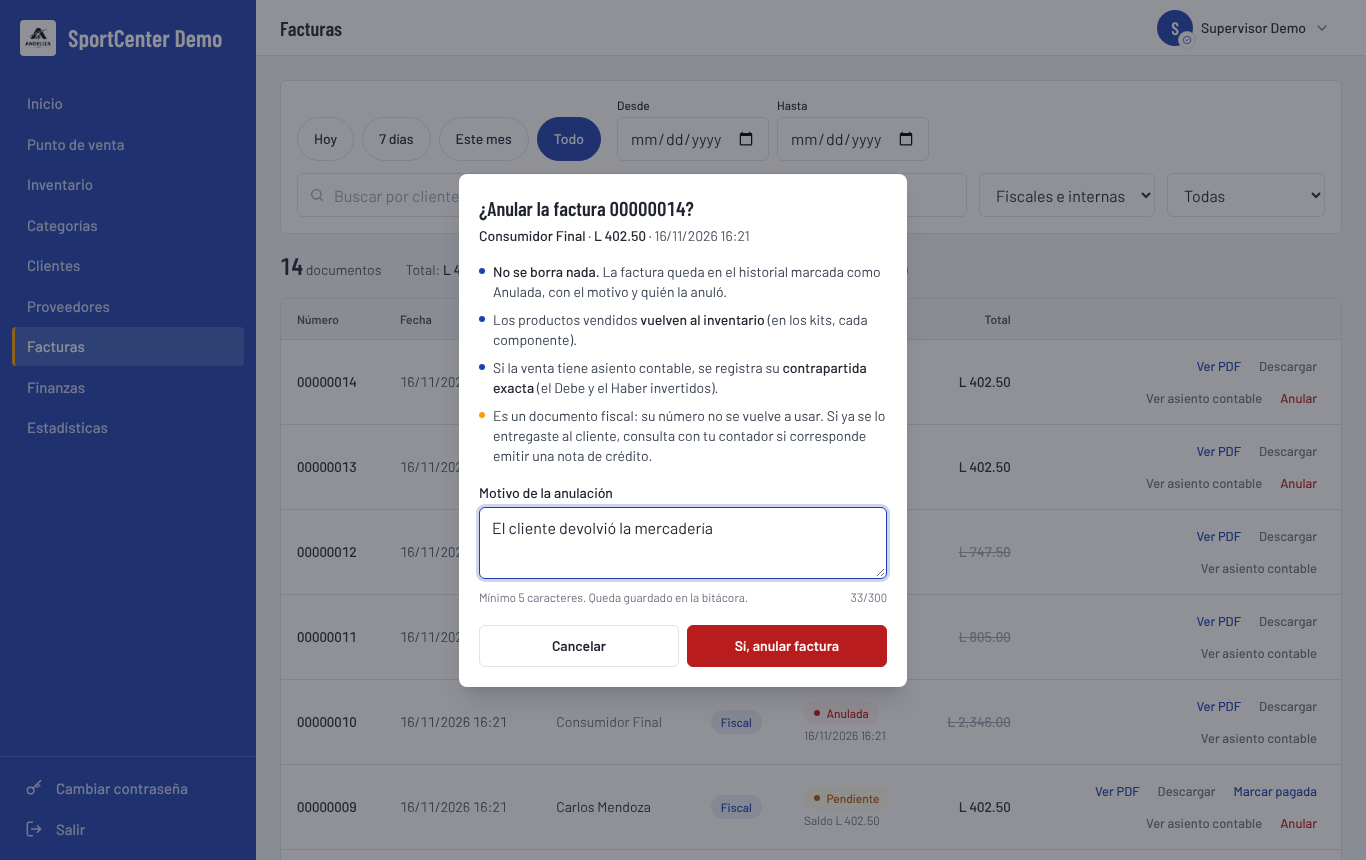 ANDELIZA
SportCenter Demo
Inicio
Punto de venta
Inventario
Categorías
Clientes
Proveedores
Facturas
Finanzas
Estadísticas
Cambiar contraseña
Salir
Facturas
S
Supervisor Demo
Desde
Hasta
Hoy
7 días
Este mes
Todo
mm/dd/yyyy
mm/dd/yyyy
Buscar por cliente
Fiscales e internas
Todas
14 documentos
Total: L 4
Número
Fecha
Total
00000014
16/11/202
L 402.50
Ver PDF
Descargar
Ver asiento contable
Anular
00000013
16/11/202
L 402.50
Ver PDF
Descargar
Ver asiento contable
Anular
00000012
16/11/202
L 747.50
Ver PDF
Descargar
Ver asiento contable
00000011
16/11/202
L 805.00
Ver PDF
Descargar
Ver asiento contable
00000010
16/11/2026 16:21
Consumidor Final
Fiscal
Anulada
16/11/2026 16:21
L 2,346.00
Ver PDF
Descargar
Ver asiento contable
00000009
16/11/2026 16:21
Carlos Mendoza
Fiscal
Pendiente
Saldo L 402.50
L 402.50
Ver PDF
Descargar
Marcar pagada
Ver asiento contable
Anular
¿Anular la factura 00000014?
Consumidor Final · L 402.50 · 16/11/2026 16:21
No se borra nada. La factura queda en el historial marcada como
Anulada, con el motivo y quién la anuló.
Los productos vendidos vuelven al inventario (en los kits, cada
componente).
Si la venta tiene asiento contable, se registra su contrapartida
exacta (el Debe y el Haber invertidos).
Es un documento fiscal: su número no se vuelve a usar. Si ya se lo
entregaste al cliente, consulta con tu contador si corresponde
emitir una nota de crédito.
Motivo de la anulación
El cliente devolvió la mercadería
Mínimo 5 caracteres. Queda guardado en la bitácora.
33/300
Cancelar
Sí, anular factura